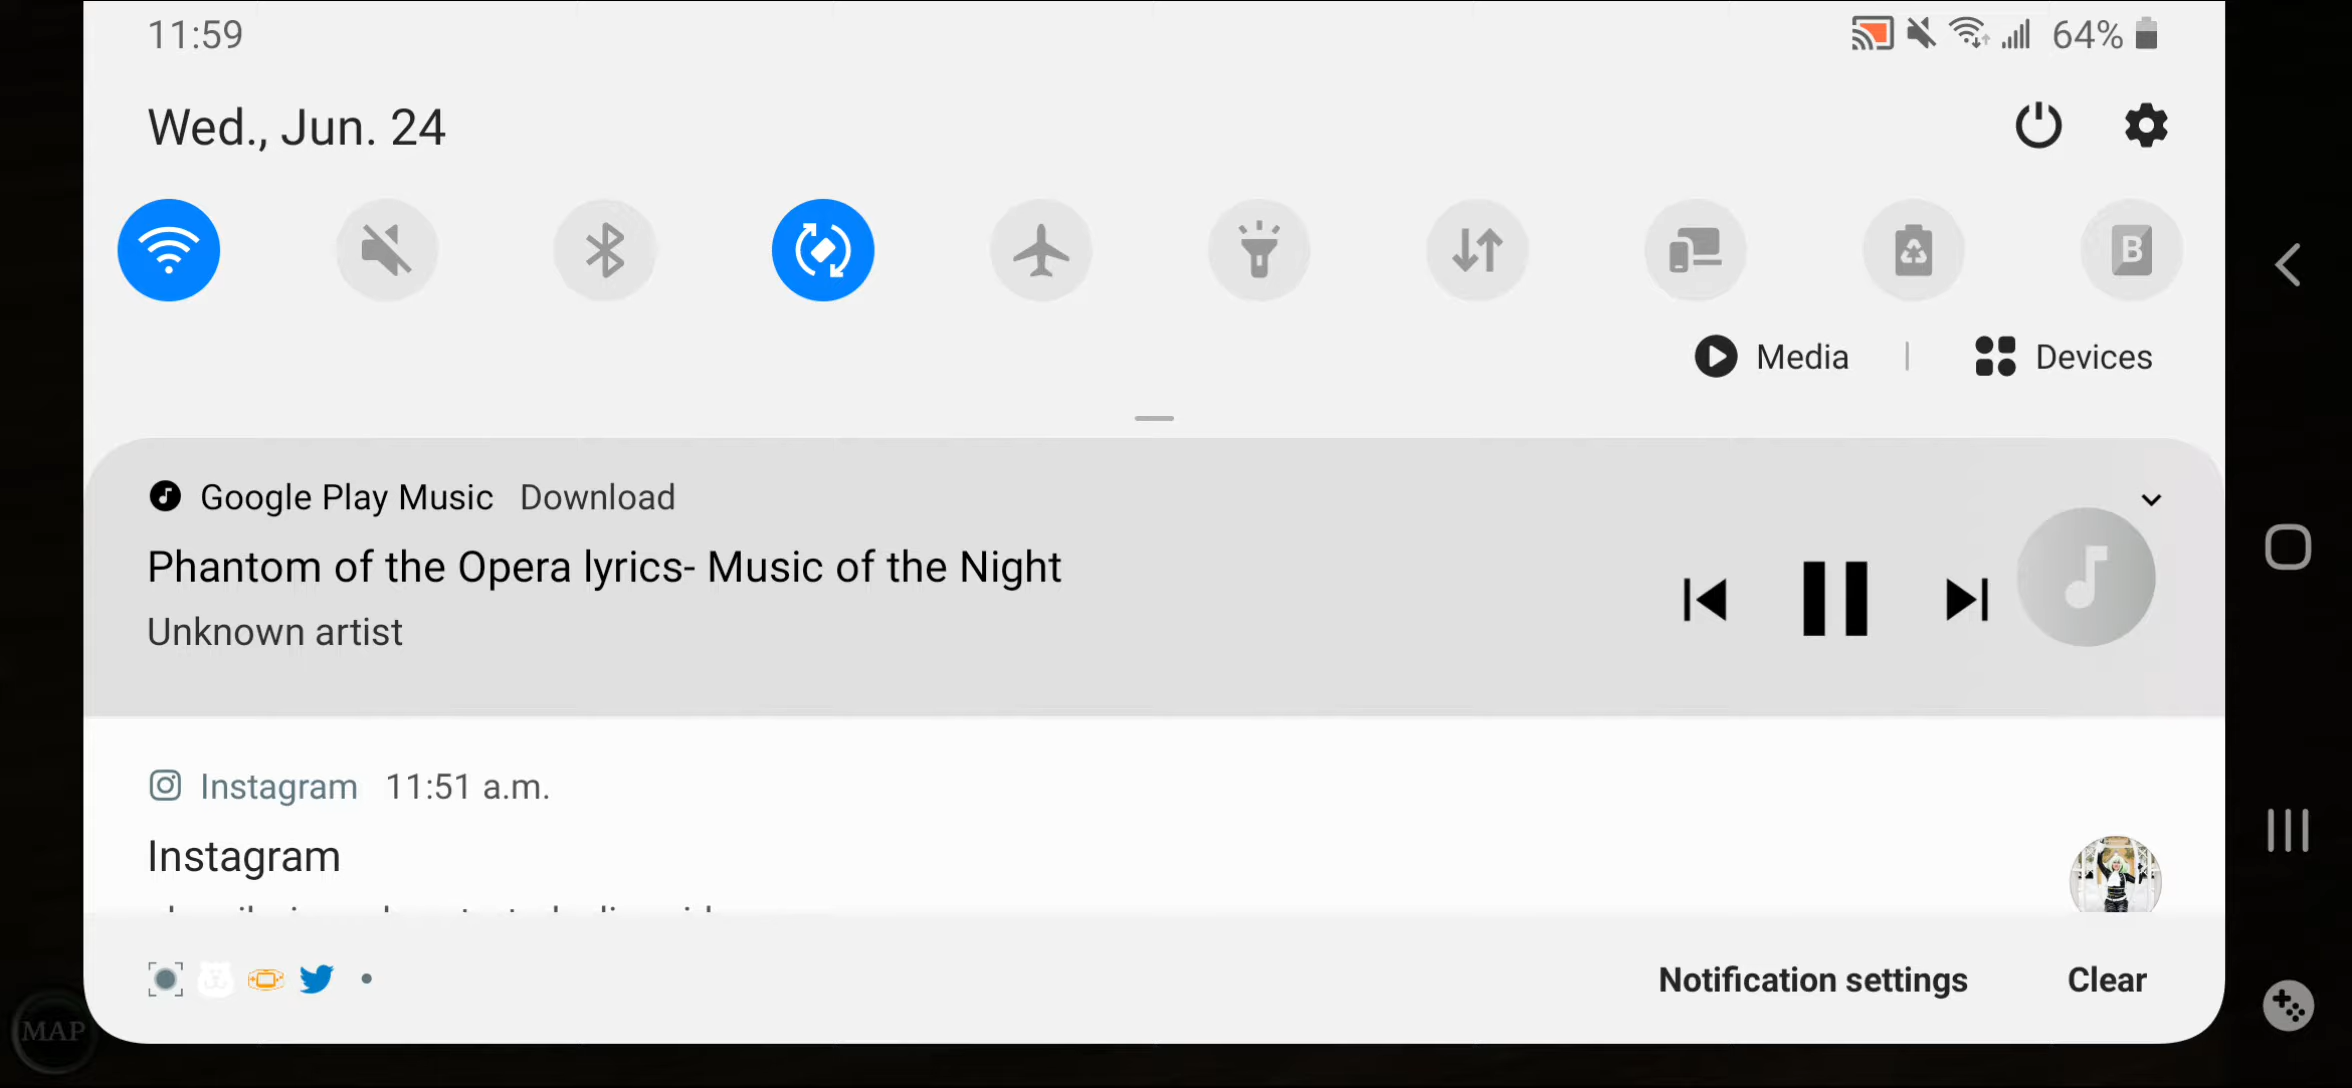 11:59
64%
Wed., Jun. 24
B
Media | Devices
Google Play Music Download
Phantom of the Opera lyrics- Music of the Night
Unknown artist
Instagram 11:51 a.m.
Instagram
Notification settings Clear
MAP